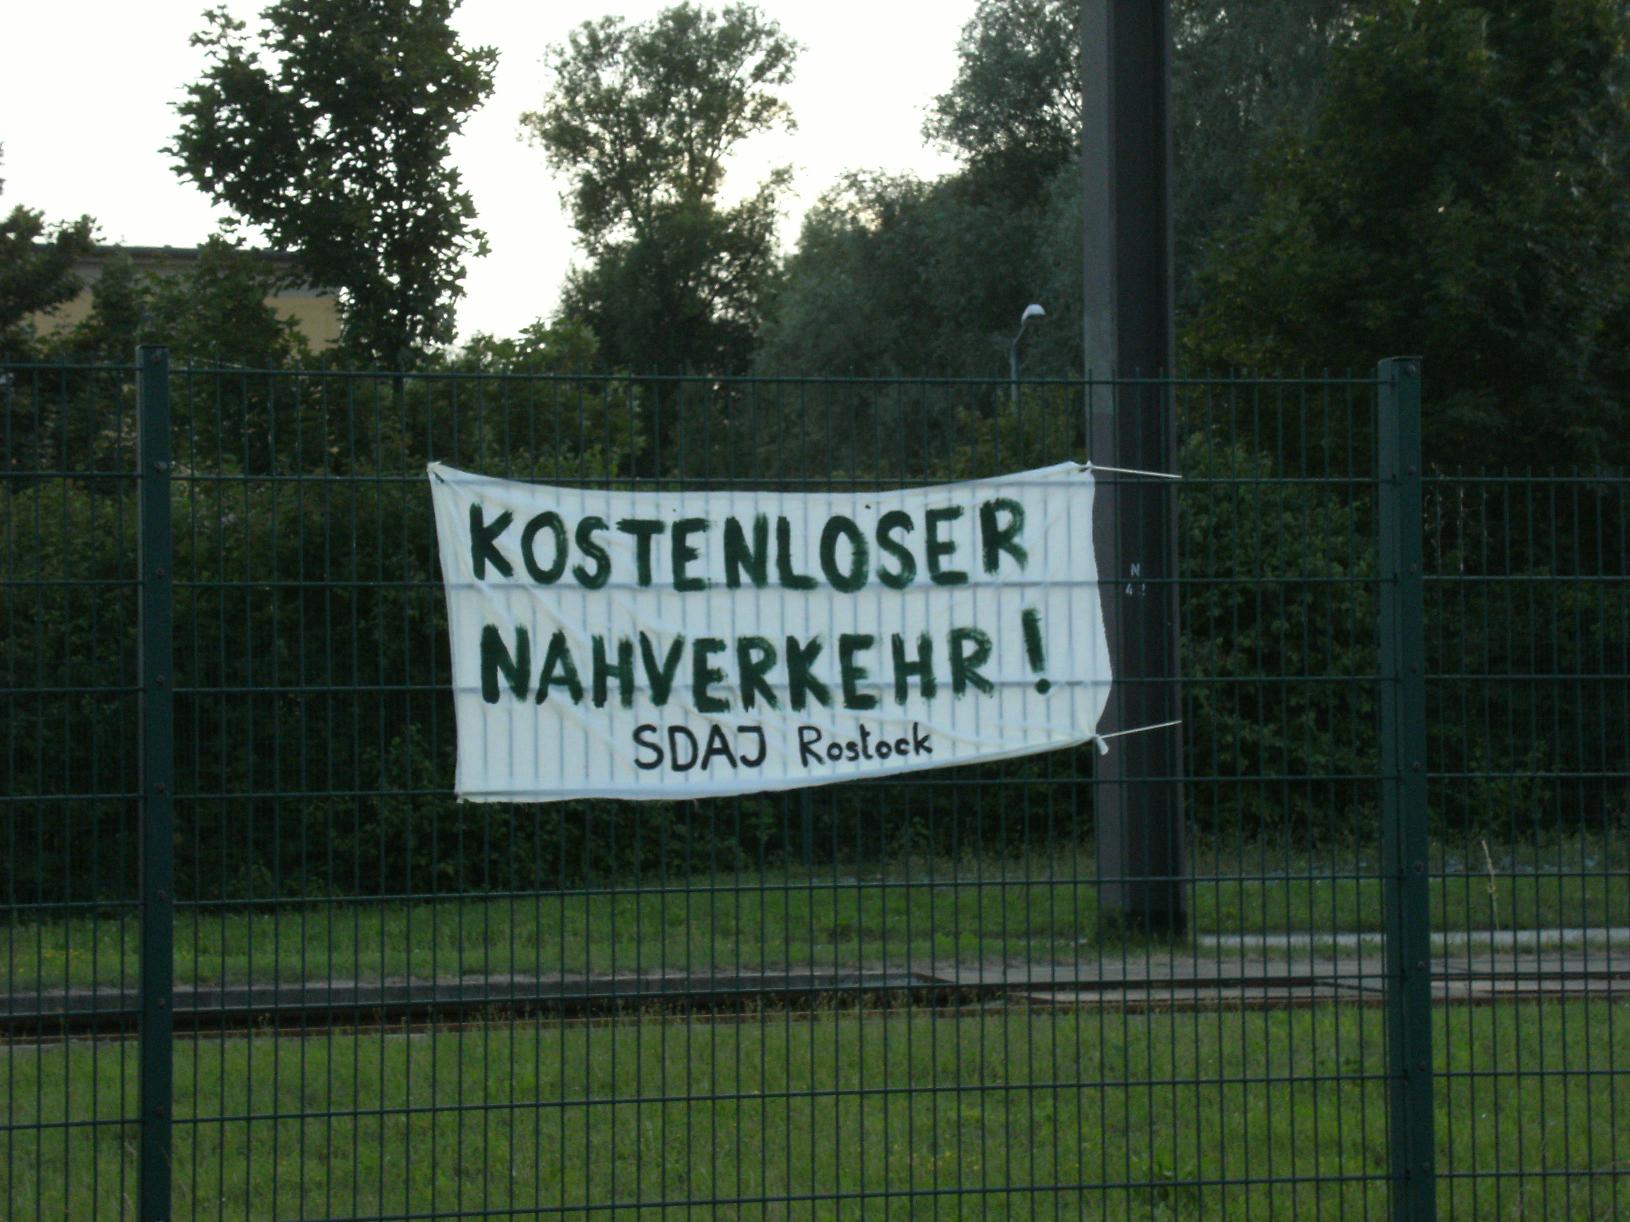 KOSTENLOSER
NAHVERKEHR!
SDAJ Rostock
N